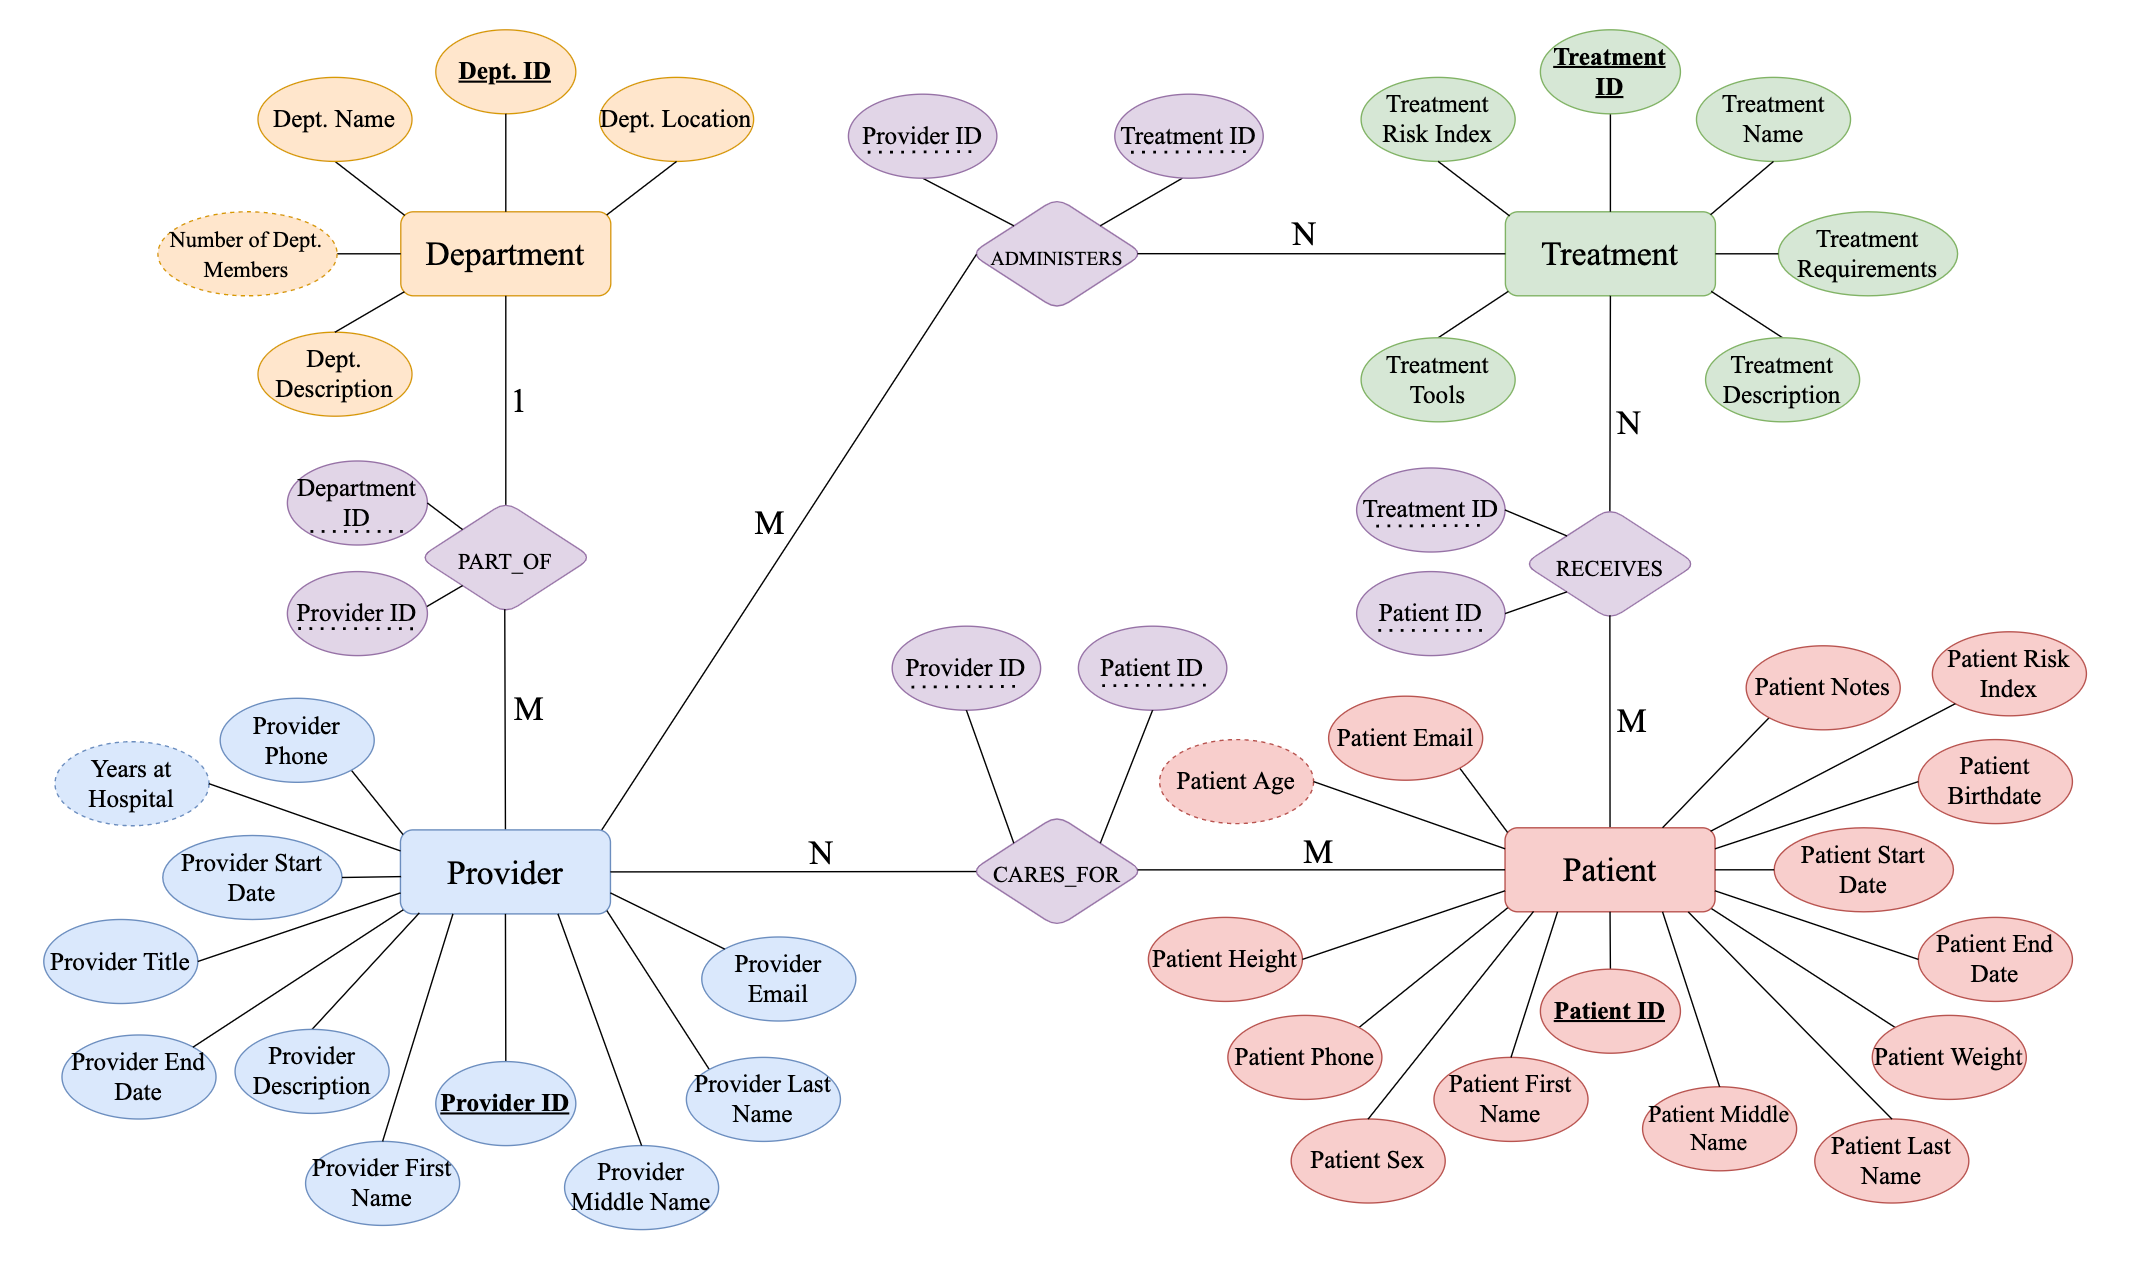 Dept. ID
Dept. Name
Dept. Location
Number of Dept.
Members
Department
Dept.
Description
1
Department
ID
PART_OF
Provider ID
M
Provider ID
Treatment ID
ADMINISTERS
N
M
Treatment
ID
Treatment
Risk Index
Treatment
Name
Treatment
Treatment
Requirements
Treatment
Tools
Treatment
Description
N
Treatment ID
RECEIVES
Patient ID
M
Provider
Phone
Years at
Hospital
Provider Start
Date
Provider
Provider Title
Provider End
Date
Provider
Description
Provider First
Name
Provider ID
Provider
Middle Name
Provider Last
Name
Provider
Email
N
Provider ID
Patient ID
CARES_FOR
M
Patient Age
Patient Email
Patient Notes
Patient Risk
Index
Patient
Birthdate
Patient
Patient Start
Date
Patient End
Date
Patient Height
Patient Phone
Patient Sex
Patient First
Name
Patient ID
Patient Middle
Name
Patient Last
Name
Patient Weight